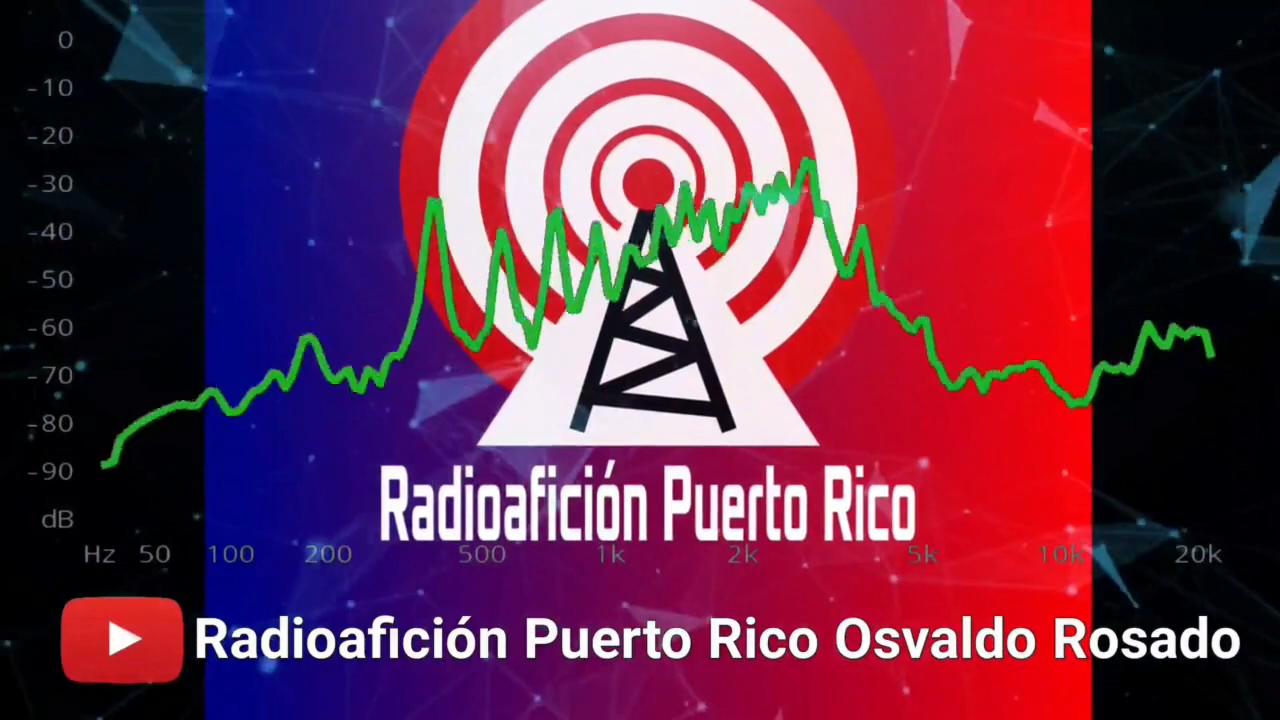 0
-10
-20
-30
-40
-50
-60
-70
-80
-90
dB
Radioafición Puerto Rico
Hz 50 100 200 500 1k 2k 5k 10k 20k
Radioafición Puerto Rico Osvaldo Rosado